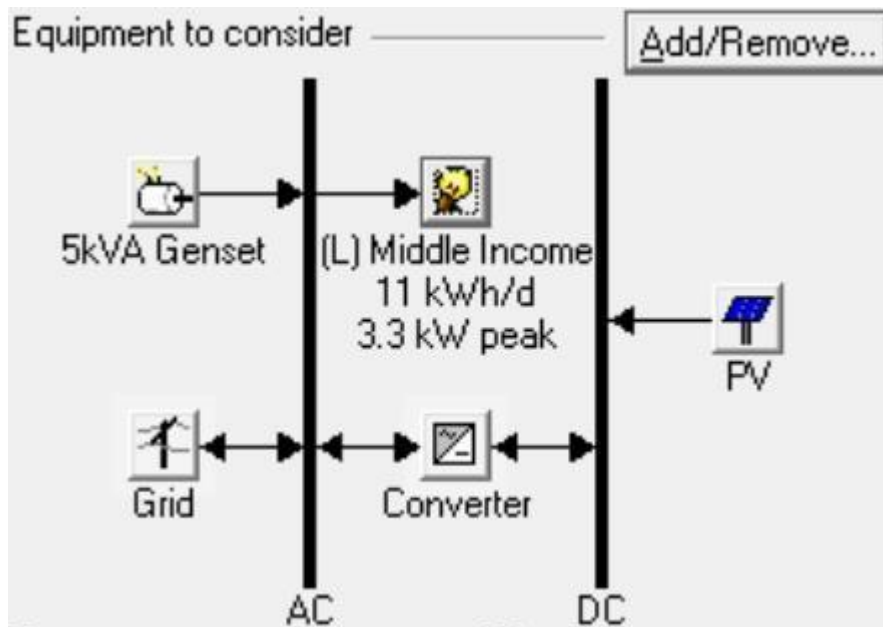 Equipment to consider
Add/Remove...
5kVA Genset
(L) Middle Income
11 kWh/d
3.3 kW peak
PV
Grid
Converter
AC
DC